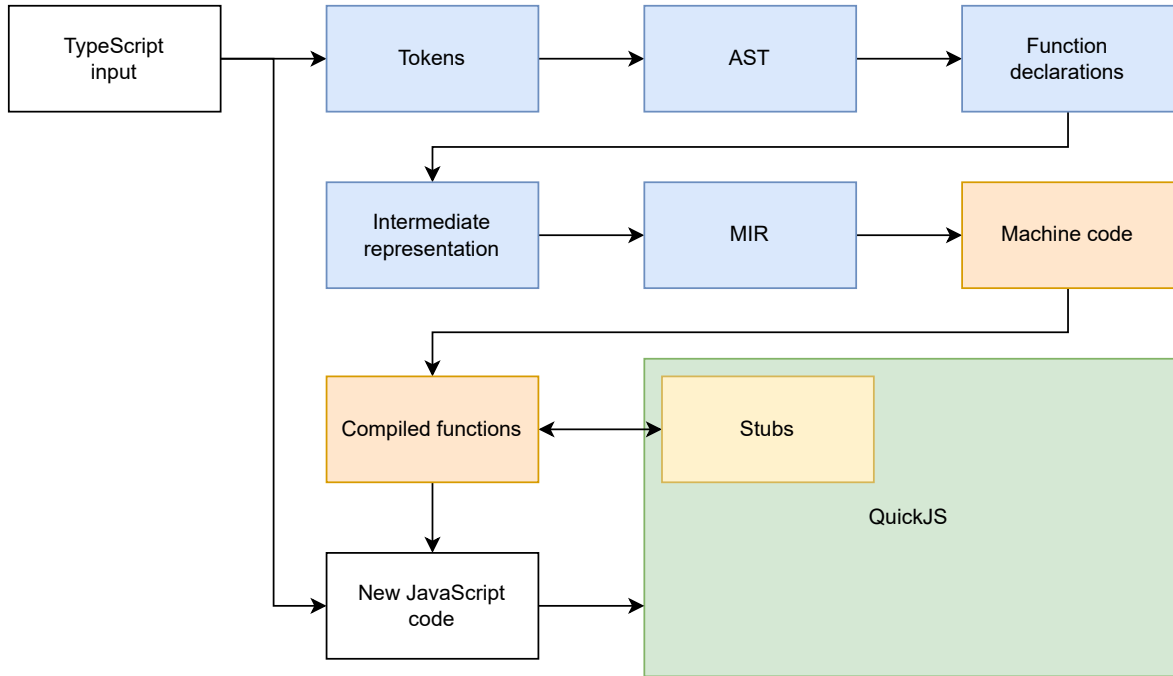 TypeScript
input
Tokens
AST
Function
declarations
Intermediate
representation
MIR
Machine code
Compiled functions
Stubs
QuickJS
New JavaScript
code